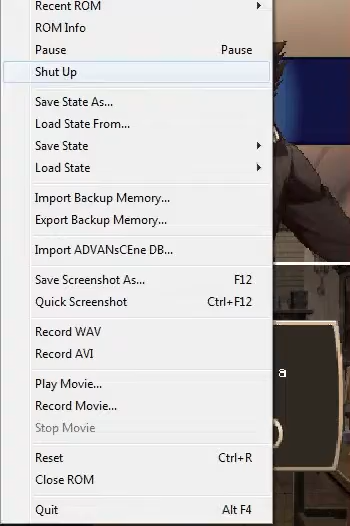 Recent ROM
ROM Info
Pause Pause
Shut Up
Save State As...
Load State From...
Save State
Load State
Import Backup Memory...
Export Backup Memory...
Import ADVANsCEne DB...
Save Screenshot As... F12
Quick Screenshot Ctrl+F12
Record WAV
Record AVI
Play Movie...
a
Record Movie...
Stop Movie
Reset Ctrl+R
Close ROM
Quit Alt F4